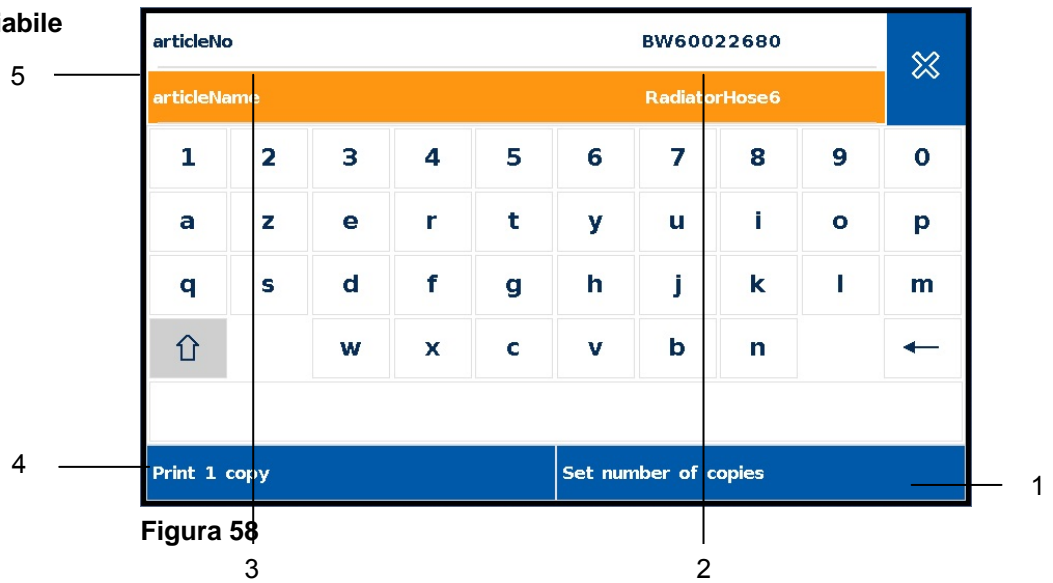 iabile
articleNo BW60022680
5
articleName RadiatorHose6
1 2 3 4 5 6 7 8 9 0
a z e r t y u i o p
q s d f g h j k l m
w x c v b n
4
Print 1 copy Set number of copies
1
Figura 58
3 2